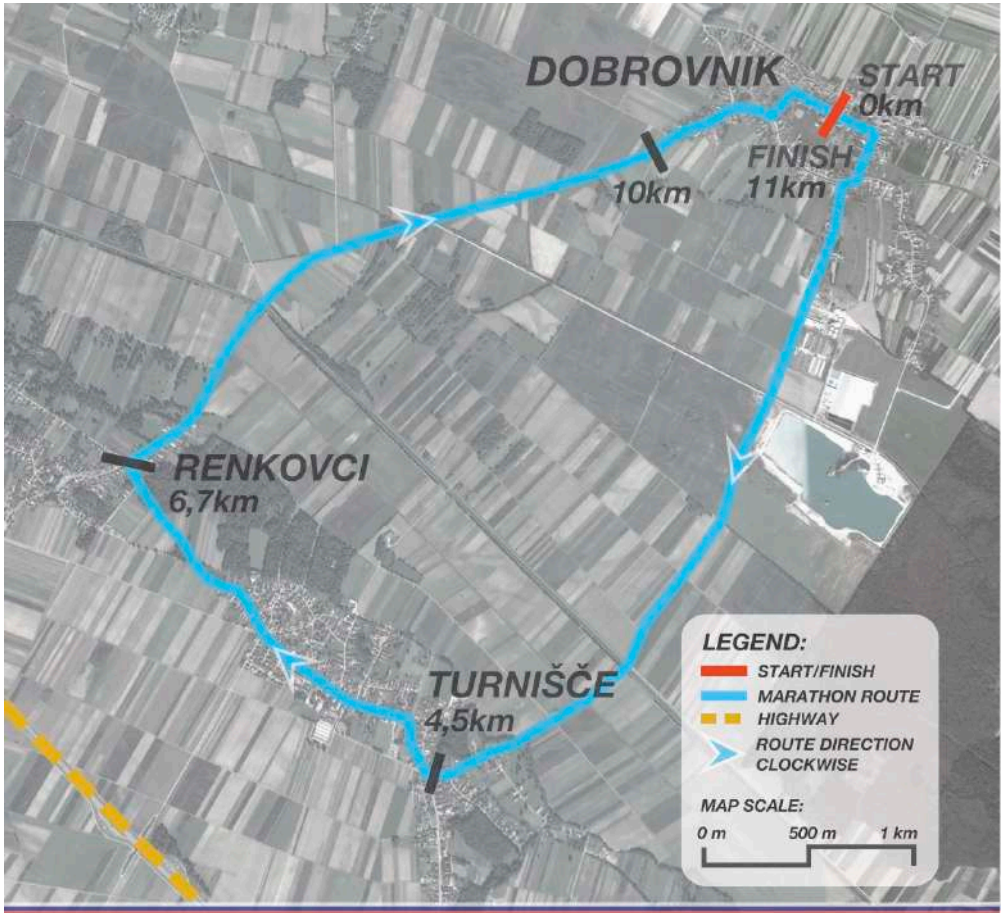 DOBROVNIK
START
0km
FINISH
11km
10km
RENKOVCI
6,7km
TURNIŠČE
4,5km
LEGEND:
START/FINISH
MARATHON ROUTE
HIGHWAY
ROUTE DIRECTION
CLOCKWISE
MAP SCALE:
0 m 500 m 1 km